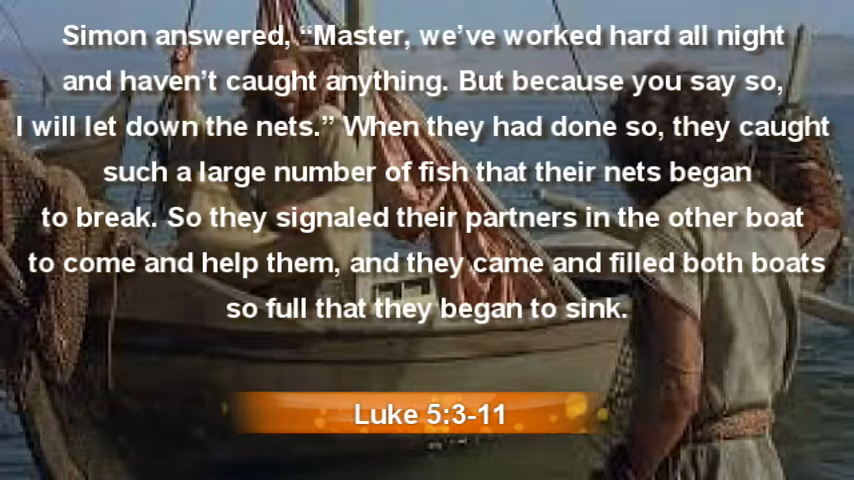 Simon answered, “Master, we’ve worked hard all night
and haven’t caught anything. But because you say so,
I will let down the nets.” When they had done so, they caught
such a large number of fish that their nets began
to break. So they signaled their partners in the other boat
to come and help them, and they came and filled both boats
so full that they began to sink.
Luke 5:3-11